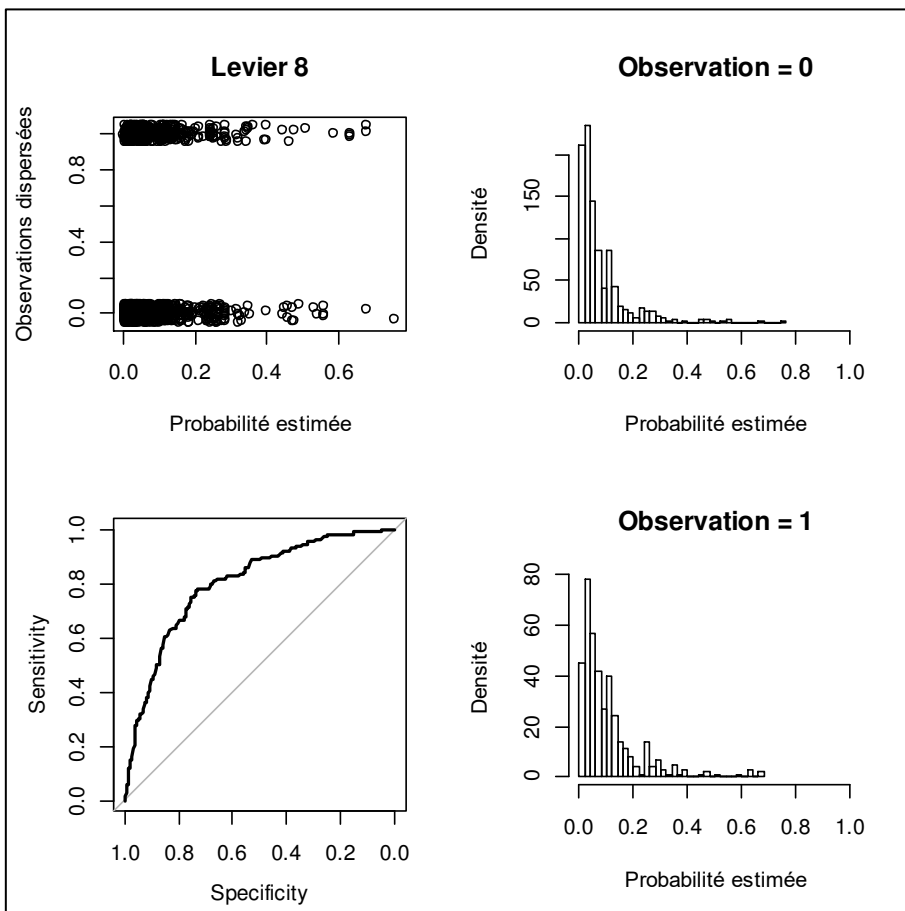 Levier 8
Observations dispersées
0.0 0.4 0.8
0.0 0.2 0.4 0.6
Probabilité estimée
Observation = 0
Densité
0 50 150
0.0 0.2 0.4 0.6 0.8 1.0
Probabilité estimée
Sensitivity
0.0 0.2 0.4 0.6 0.8 1.0
1.0 0.8 0.6 0.4 0.2 0.0
Specificity
Observation = 1
Densité
0 20 40 60 80
0.0 0.2 0.4 0.6 0.8 1.0
Probabilité estimée